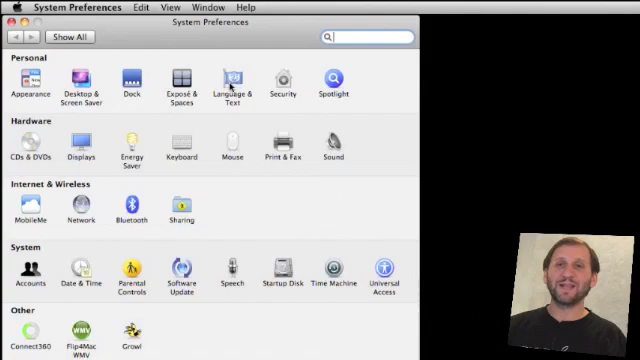 System Preferences Edit View Window Help
System Preferences
Show All
Personal
Appearance
Desktop &
Screen Saver
Dock
Exposé &
Spaces
Language &
Text
Security
Spotlight
Hardware
CDs & DVDs
Displays
Energy
Saver
Keyboard
Mouse
Print & Fax
Sound
Internet & Wireless
MobileMe
Network
Bluetooth
Sharing
System
Accounts
Date & Time
Parental
Controls
Software
Update
Speech
Startup Disk
Time Machine
Universal
Access
Other
Connect360
WMV
Flip4Mac
WMV
Growl